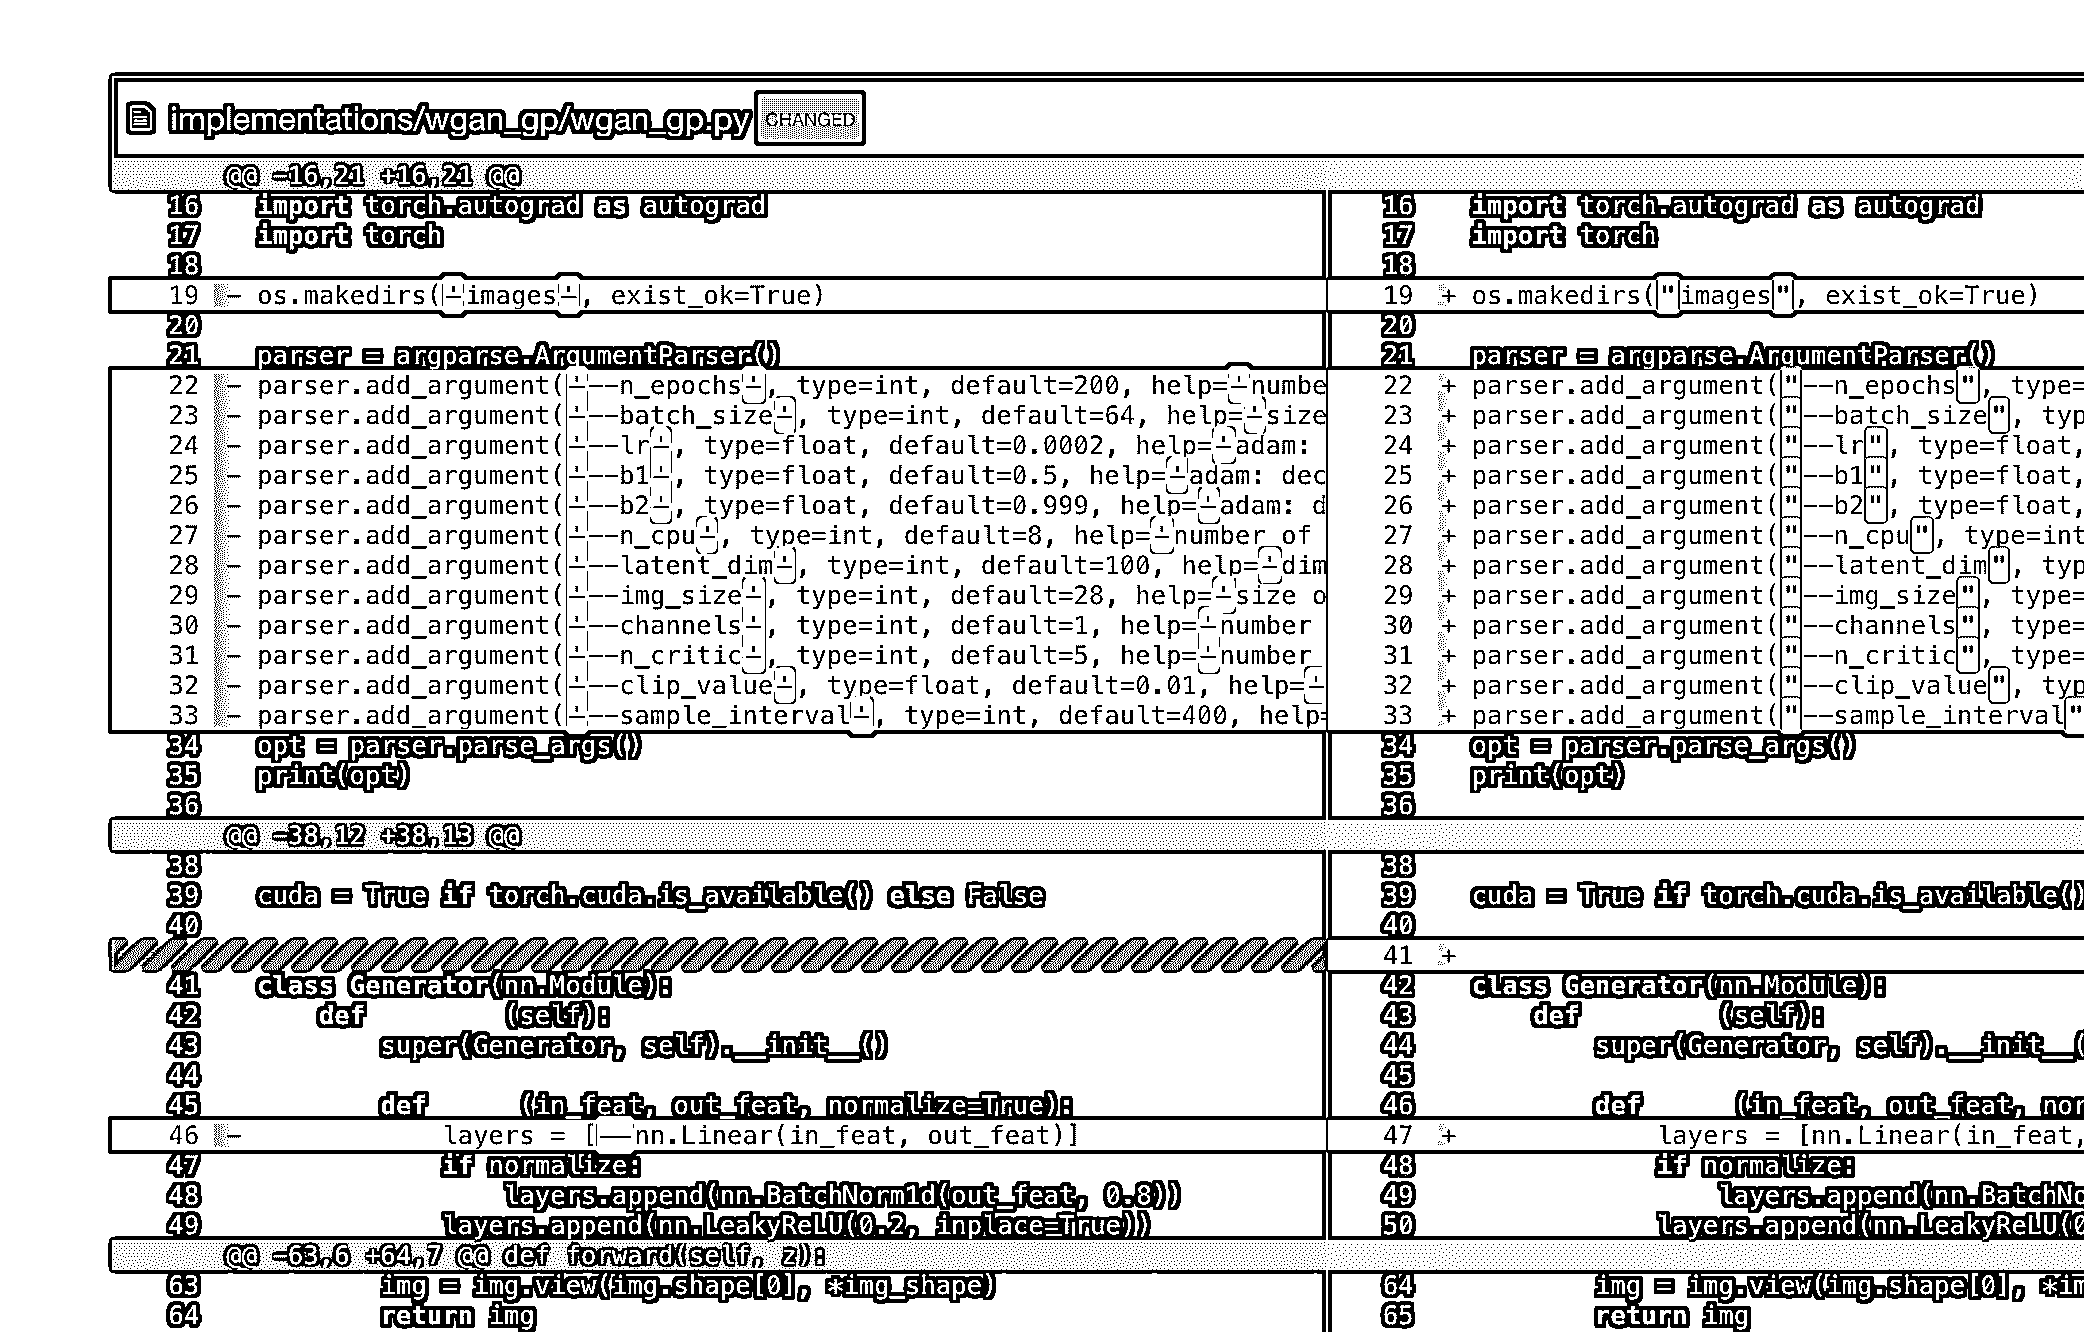 implementations/wgan_gp/wgan_gp.py CHANGED
@@ -16,21 +16,21 @@
16 import torch.autograd as autograd
17 import torch
18
19 - os.makedirs('images', exist_ok=True)
20
21 parser = argparse.ArgumentParser()
22 - parser.add_argument('--n_epochs', type=int, default=200, help='numbe
23 - parser.add_argument('--batch_size', type=int, default=64, help='size
24 - parser.add_argument('--lr', type=float, default=0.0002, help='adam:
25 - parser.add_argument('--b1', type=float, default=0.5, help='adam: dec
26 - parser.add_argument('--b2', type=float, default=0.999, help='adam: d
27 - parser.add_argument('--n_cpu', type=int, default=8, help='number of
28 - parser.add_argument('--latent_dim', type=int, default=100, help='dim
29 - parser.add_argument('--img_size', type=int, default=28, help='size o
30 - parser.add_argument('--channels', type=int, default=1, help='number
31 - parser.add_argument('--n_critic', type=int, default=5, help='number
32 - parser.add_argument('--clip_value', type=float, default=0.01, help='
33 - parser.add_argument('--sample_interval', type=int, default=400, help=
34 opt = parser.parse_args()
35 print(opt)
36
16 import torch.autograd as autograd
17 import torch
18
19 + os.makedirs("images", exist_ok=True)
20
21 parser = argparse.ArgumentParser()
22 + parser.add_argument("--n_epochs", type=
23 + parser.add_argument("--batch_size", typ
24 + parser.add_argument("--lr", type=float,
25 + parser.add_argument("--b1", type=float,
26 + parser.add_argument("--b2", type=float,
27 + parser.add_argument("--n_cpu", type=int
28 + parser.add_argument("--latent_dim", typ
29 + parser.add_argument("--img_size", type=
30 + parser.add_argument("--channels", type=
31 + parser.add_argument("--n_critic", type=
32 + parser.add_argument("--clip_value", typ
33 + parser.add_argument("--sample_interval"
34 opt = parser.parse_args()
35 print(opt)
36
@@ -38,12 +38,13 @@
38
39 cuda = True if torch.cuda.is_available() else False
40
41 class Generator(nn.Module):
42 def (self):
43 super(Generator, self).__init__()
44
45 def (in_feat, out_feat, normalize=True):
46 - layers = [  nn.Linear(in_feat, out_feat)]
47 if normalize:
48 layers.append(nn.BatchNorm1d(out_feat, 0.8))
49 layers.append(nn.LeakyReLU(0.2, inplace=True))
38
39 cuda = True if torch.cuda.is_available()
40
41 +
42 class Generator(nn.Module):
43 def (self):
44 super(Generator, self).__init__(
45
46 def (in_feat, out_feat, nor
47 + layers = [nn.Linear(in_feat,
48 if normalize:
49 layers.append(nn.BatchNo
50 layers.append(nn.LeakyReLU(0
@@ -63,6 +64,7 @@ def forward(self, z):
63 img = img.view(img.shape[0], *img_shape)
64 return img
64 img = img.view(img.shape[0], *im
65 return img